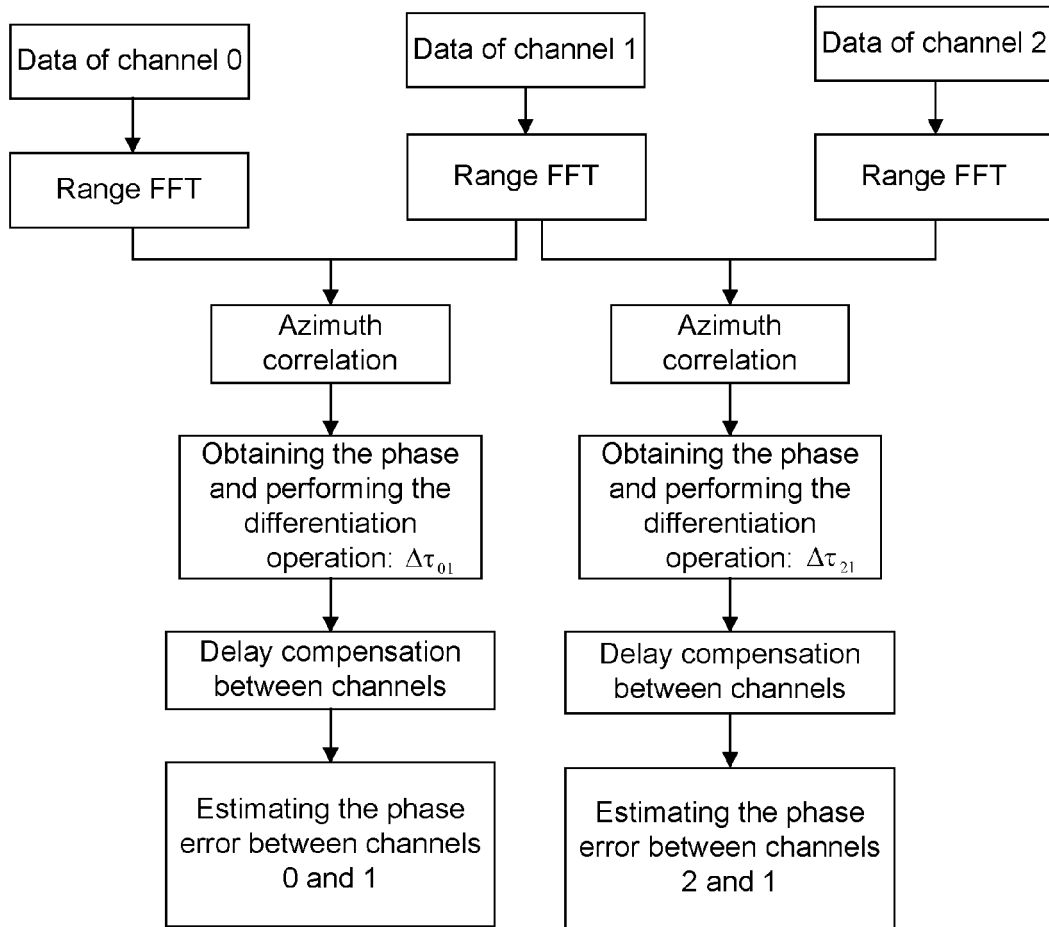 Data of channel 0
Data of channel 1
Data of channel 2
Range FFT
Range FFT
Range FFT
Azimuth
correlation
Azimuth
correlation
Obtaining the phase
and performing the
differentiation
operation: Δτ₀₁
Obtaining the phase
and performing the
differentiation
operation: Δτ₂₁
Delay compensation
between channels
Delay compensation
between channels
Estimating the phase
error between channels
0 and 1
Estimating the phase
error between channels
2 and 1